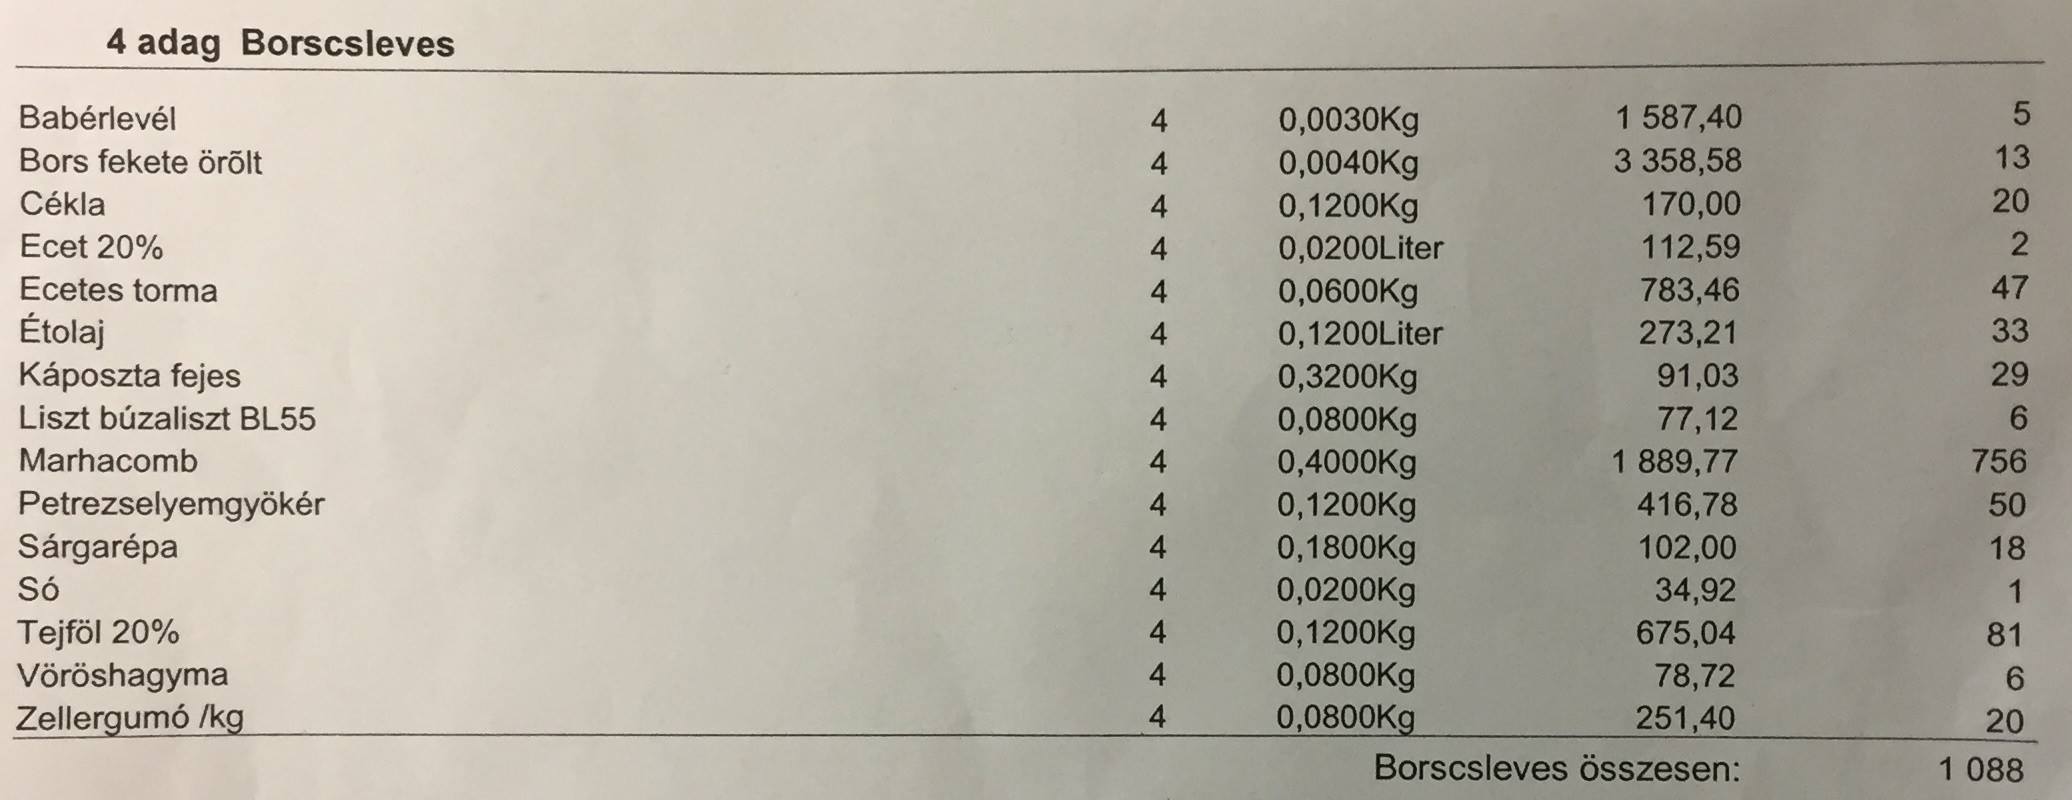 4 adag Borscsleves
Babérlevél 4 0,0030Kg 1 587,40 5
Bors fekete örõlt 4 0,0040Kg 3 358,58 13
Cékla 4 0,1200Kg 170,00 20
Ecet 20% 4 0,0200Liter 112,59 2
Ecetes torma 4 0,0600Kg 783,46 47
Étolaj 4 0,1200Liter 273,21 33
Káposzta fejes 4 0,3200Kg 91,03 29
Liszt búzaliszt BL55 4 0,0800Kg 77,12 6
Marhacomb 4 0,4000Kg 1 889,77 756
Petrezselyemgyökér 4 0,1200Kg 416,78 50
Sárgarépa 4 0,1800Kg 102,00 18
Só 4 0,0200Kg 34,92 1
Tejföl 20% 4 0,1200Kg 675,04 81
Vöröshagyma 4 0,0800Kg 78,72 6
Zellergumó /kg 4 0,0800Kg 251,40 20
Borscsleves összesen: 1 088